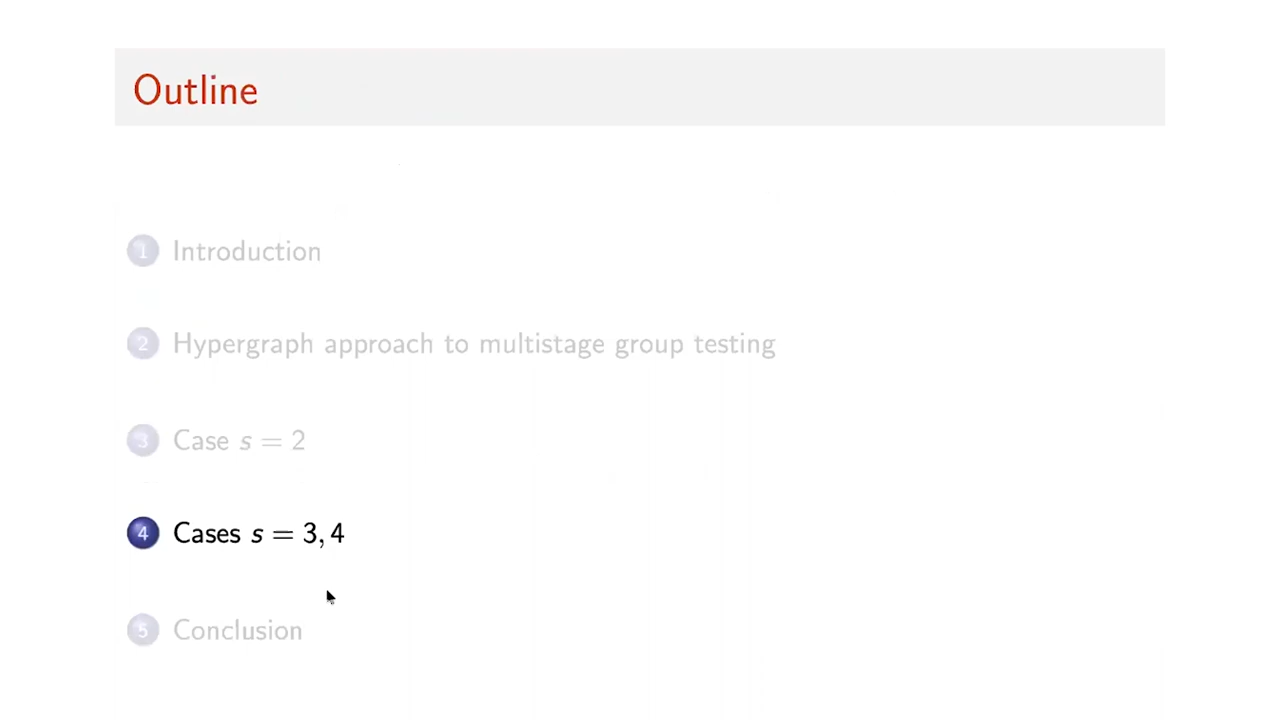 Outline
1 Introduction
2 Hypergraph approach to multistage group testing
3 Case s = 2
4 Cases s = 3, 4
5 Conclusion